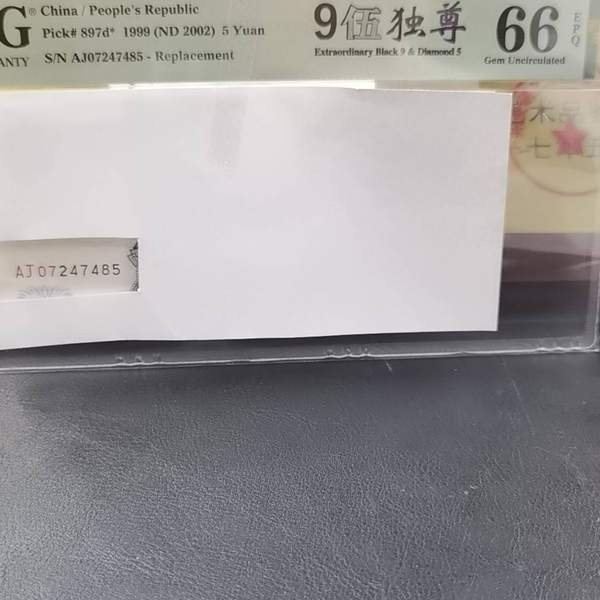 G® China / People's Republic
Pick# 897d* 1999 (ND 2002) 5 Yuan
S/N AJ07247485 - Replacement
9伍独尊
Extraordinary Black 9 & Diamond 5
66 EPQ
Gem Uncirculated
AJ07247485